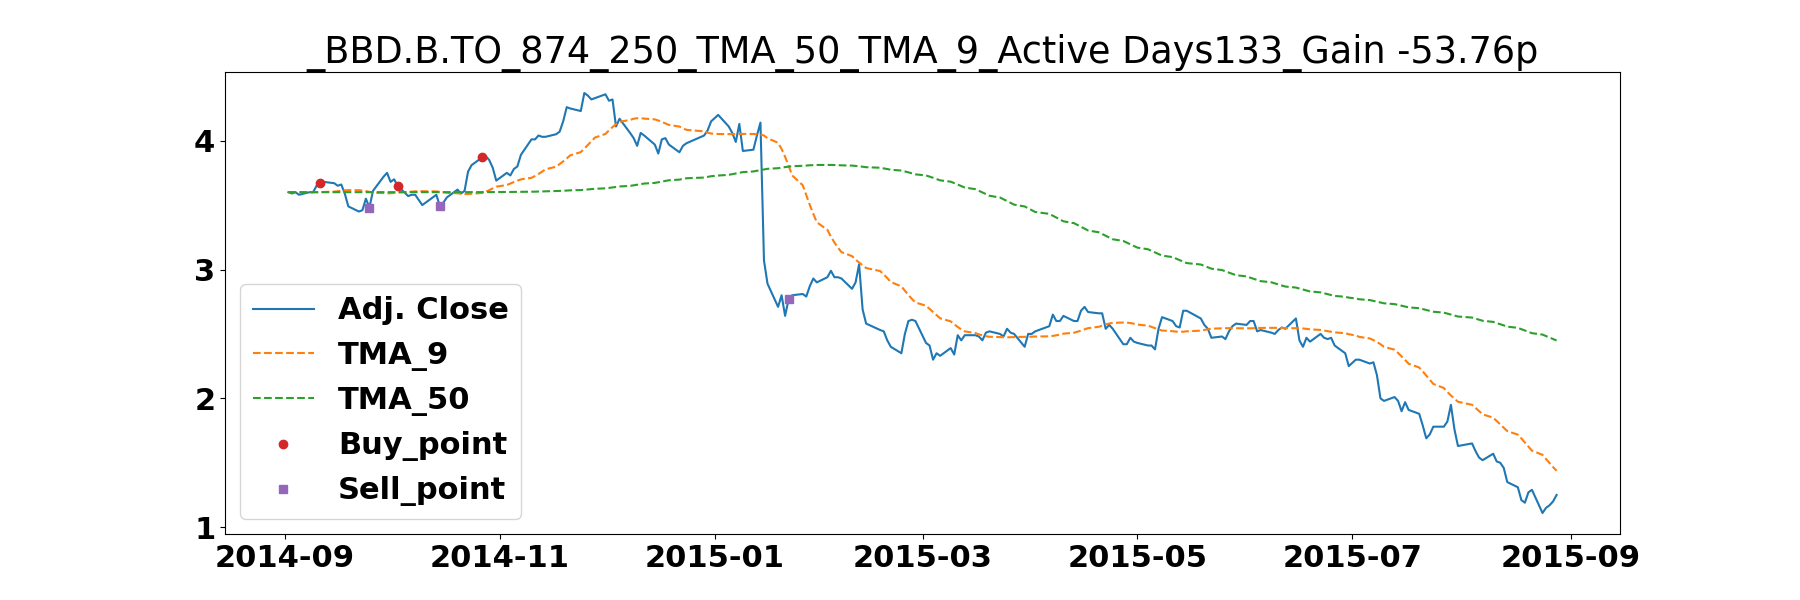 _BBD.B.TO_874_250_TMA_50_TMA_9_Active Days133_Gain -53.76p
4
3
2
1
Adj. Close
TMA_9
TMA_50
Buy_point
Sell_point
2014-09 2014-11 2015-01 2015-03 2015-05 2015-07 2015-09